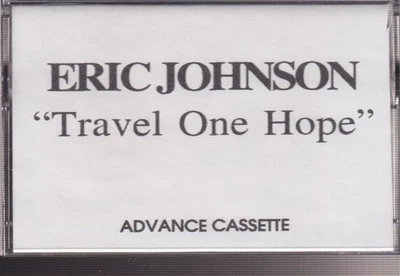 ERIC JOHNSON
“Travel One Hope”
ADVANCE CASSETTE